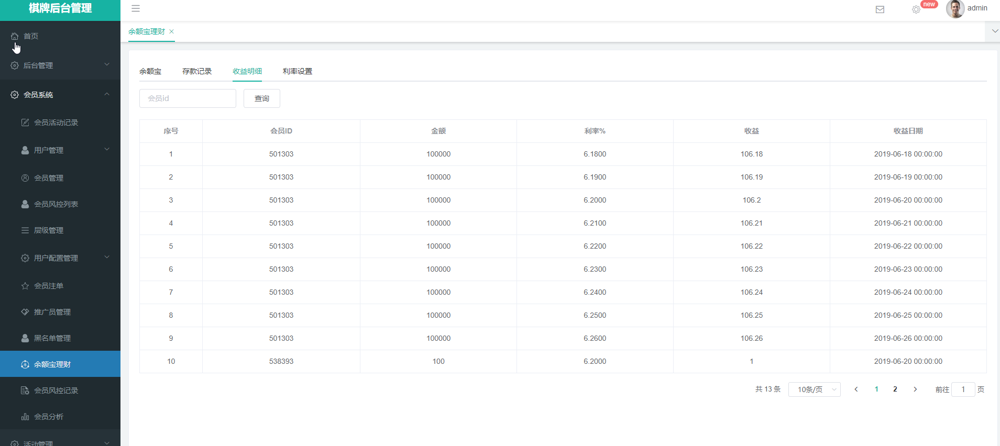 棋牌后台管理
new
admin
首页
后台管理
会员系统
会员活动记录
用户管理
会员管理
会员风控列表
层级管理
用户配置管理
会员注单
推广员管理
黑名单管理
余额宝理财
会员风控记录
会员分析
活动管理
余额宝理财
余额宝 存款记录 收益明细 利率设置
会员id 查询
序号 会员ID 金额 利率% 收益 收益日期
1 501303 100000 6.1800 106.18 2019-06-18 00:00:00
2 501303 100000 6.1900 106.19 2019-06-19 00:00:00
3 501303 100000 6.2000 106.2 2019-06-20 00:00:00
4 501303 100000 6.2100 106.21 2019-06-21 00:00:00
5 501303 100000 6.2200 106.22 2019-06-22 00:00:00
6 501303 100000 6.2300 106.23 2019-06-23 00:00:00
7 501303 100000 6.2400 106.24 2019-06-24 00:00:00
8 501303 100000 6.2500 106.25 2019-06-25 00:00:00
9 501303 100000 6.2600 106.26 2019-06-26 00:00:00
10 538393 100 6.2000 1 2019-06-20 00:00:00
共 13 条 10条/页 1 2 前往 1 页